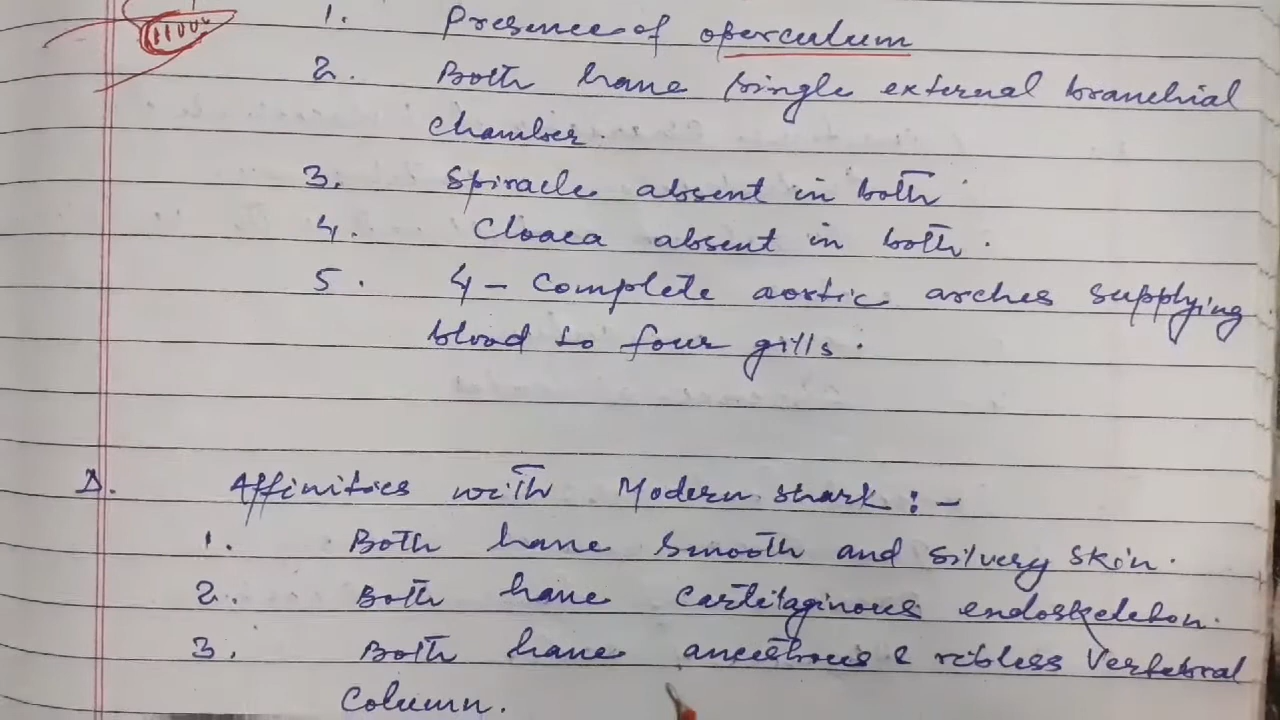 1. Presence of operculum
2. Both have single external branchial
chamber.
3. Spiracle absent in both
4. Cloaca absent in both.
5. 4 - Complete aortic arches supplying
blood to four gills.
D. Affinities with Modern shark :-
1. Both have smooth and silvery skin.
2. Both have cartilaginous endoskeleton.
3. Both have & ribless Vertebral
Column.